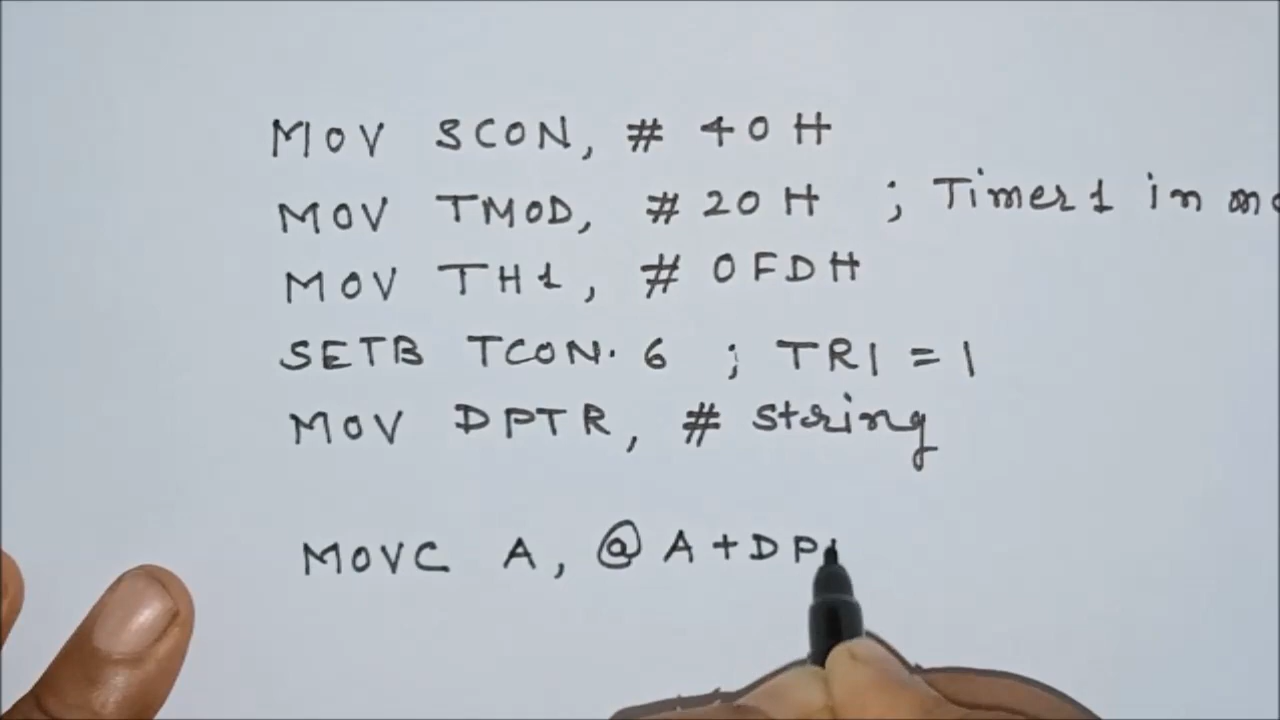 MOV SCON, # 40H
MOV TMOD, # 20H ; Timer1 in
MOV TH1, # 0FDH
SETB TCON. 6 ; TR1 = 1
MOV DPTR, # string
MOVC A, @ A + DP